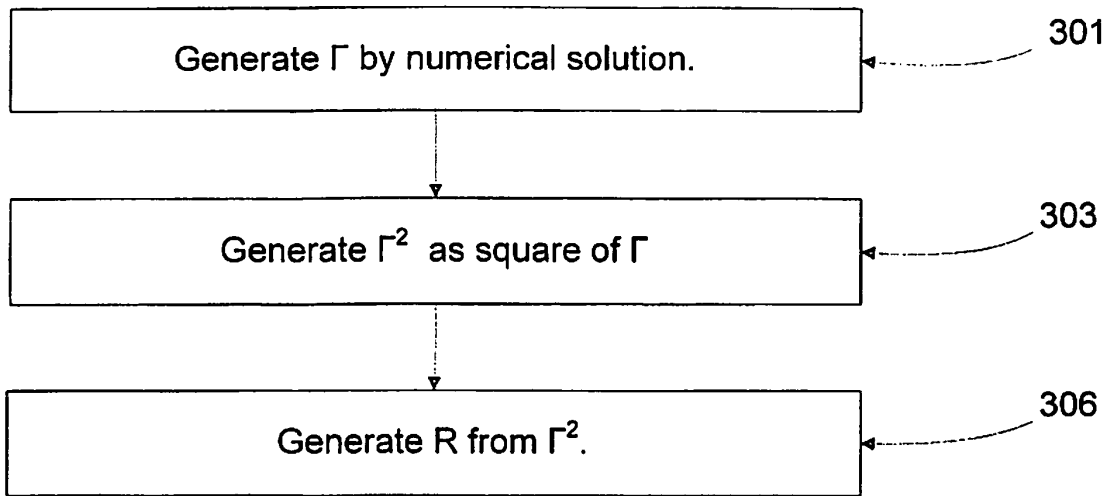 Generate Γ by numerical solution.
301
Generate Γ² as square of Γ
303
Generate R from Γ².
306